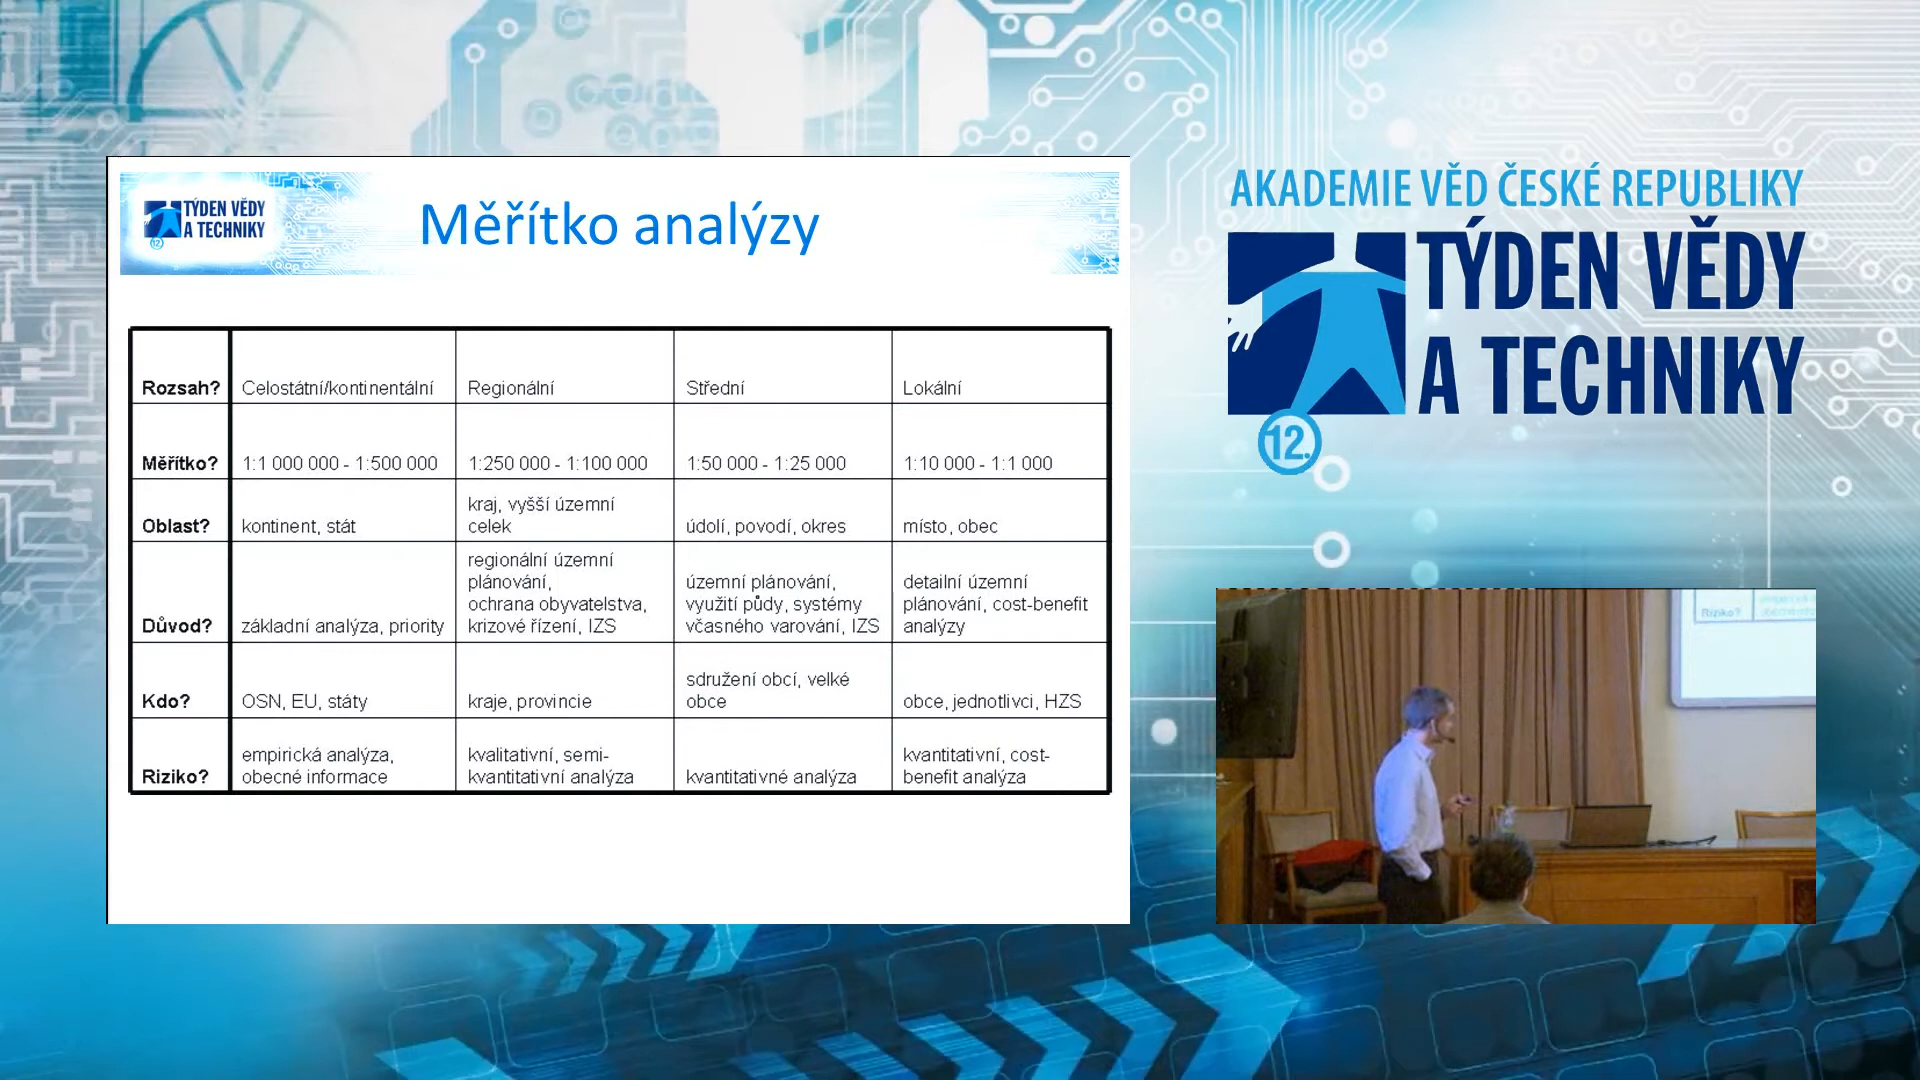 TÝDEN VĚDY
A TECHNIKY
12.
Měřítko analýzy
Rozsah? Celostátní/kontinentální Regionální Střední Lokální
Měřítko? 1:1 000 000 - 1:500 000 1:250 000 - 1:100 000 1:50 000 - 1:25 000 1:10 000 - 1:1 000
Oblast? kontinent, stát kraj, vyšší územní celek údolí, povodí, okres místo, obec
Důvod? základní analýza, priority regionální územní plánování, ochrana obyvatelstva, krizové řízení, IZS územní plánování, využití půdy, systémy včasného varování, IZS detailní územní plánování, cost-benefit analýzy
Kdo? OSN, EU, státy kraje, provincie sdružení obcí, velké obce obce, jednotlivci, HZS
Riziko? empirická analýza, obecné informace kvalitativní, semi-kvantitativní analýza kvantitativné analýza kvantitativní, cost-benefit analýza
AKADEMIE VĚD ČESKÉ REPUBLIKY
TÝDEN VĚDY
A TECHNIKY
12.
Riziko?